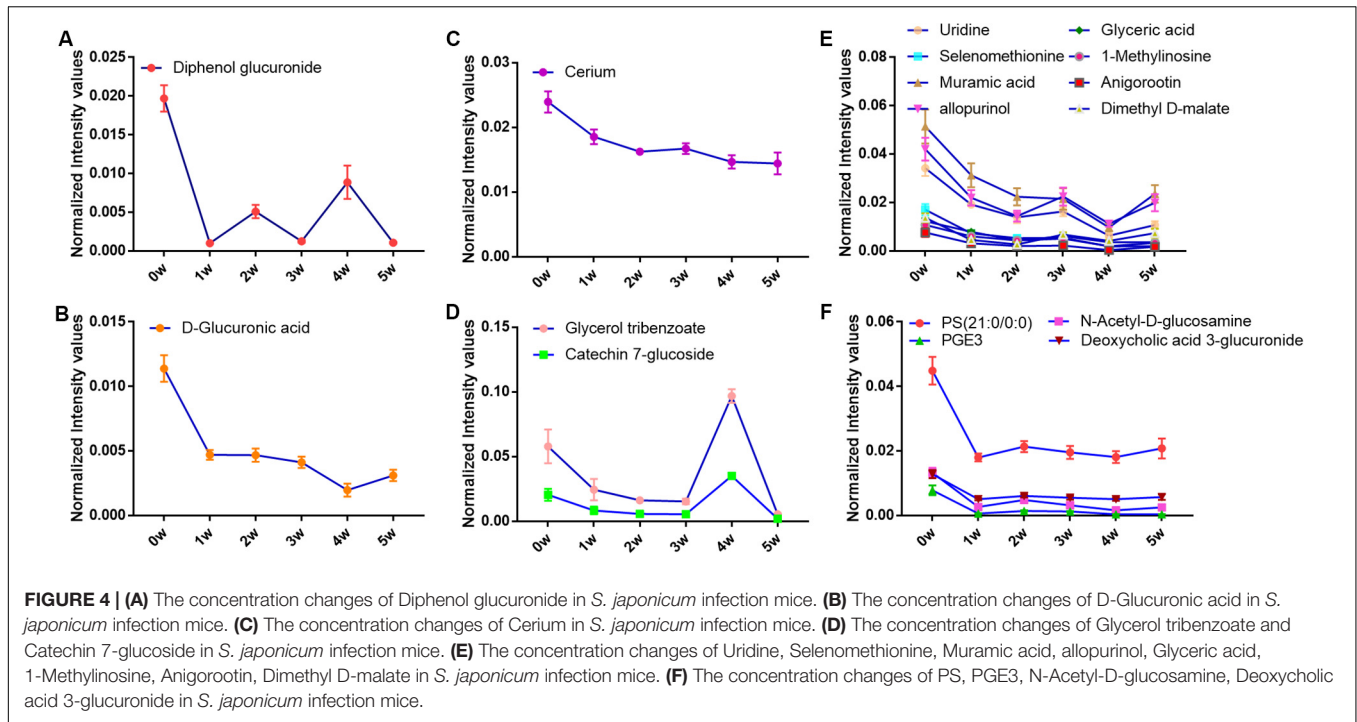 A
Normalized Intensity values
0.025
0.020
0.015
0.010
0.005
0.000
Diphenol glucuronide
0w 1w 2w 3w 4w 5w
B
Normalized Intensity values
0.015
0.010
0.005
0.000
D-Glucuronic acid
0w 1w 2w 3w 4w 5w
C
Normalized Intensity values
0.03
0.02
0.01
0.00
Cerium
0w 1w 2w 3w 4w 5w
D
Normalized Intensity values
0.15
0.10
0.05
0.00
Glycerol tribenzoate
Catechin 7-glucoside
0w 1w 2w 3w 4w 5w
E
Uridine
Selenomethionine
Muramic acid
allopurinol
Glyceric acid
1-Methylinosine
Anigorootin
Dimethyl D-malate
Normalized Intensity values
0.08
0.06
0.04
0.02
0.00
0w 1w 2w 3w 4w 5w
F
Normalized Intensity values
0.06
0.04
0.02
0.00
PS(21:0/0:0)
PGE3
N-Acetyl-D-glucosamine
Deoxycholic acid 3-glucuronide
0w 1w 2w 3w 4w 5w
FIGURE 4 | (A) The concentration changes of Diphenol glucuronide in S. japonicum infection mice. (B) The concentration changes of D-Glucuronic acid in S.
japonicum infection mice. (C) The concentration changes of Cerium in S. japonicum infection mice. (D) The concentration changes of Glycerol tribenzoate and
Catechin 7-glucoside in S. japonicum infection mice. (E) The concentration changes of Uridine, Selenomethionine, Muramic acid, allopurinol, Glyceric acid,
1-Methylinosine, Anigorootin, Dimethyl D-malate in S. japonicum infection mice. (F) The concentration changes of PS, PGE3, N-Acetyl-D-glucosamine, Deoxycholic
acid 3-glucuronide in S. japonicum infection mice.